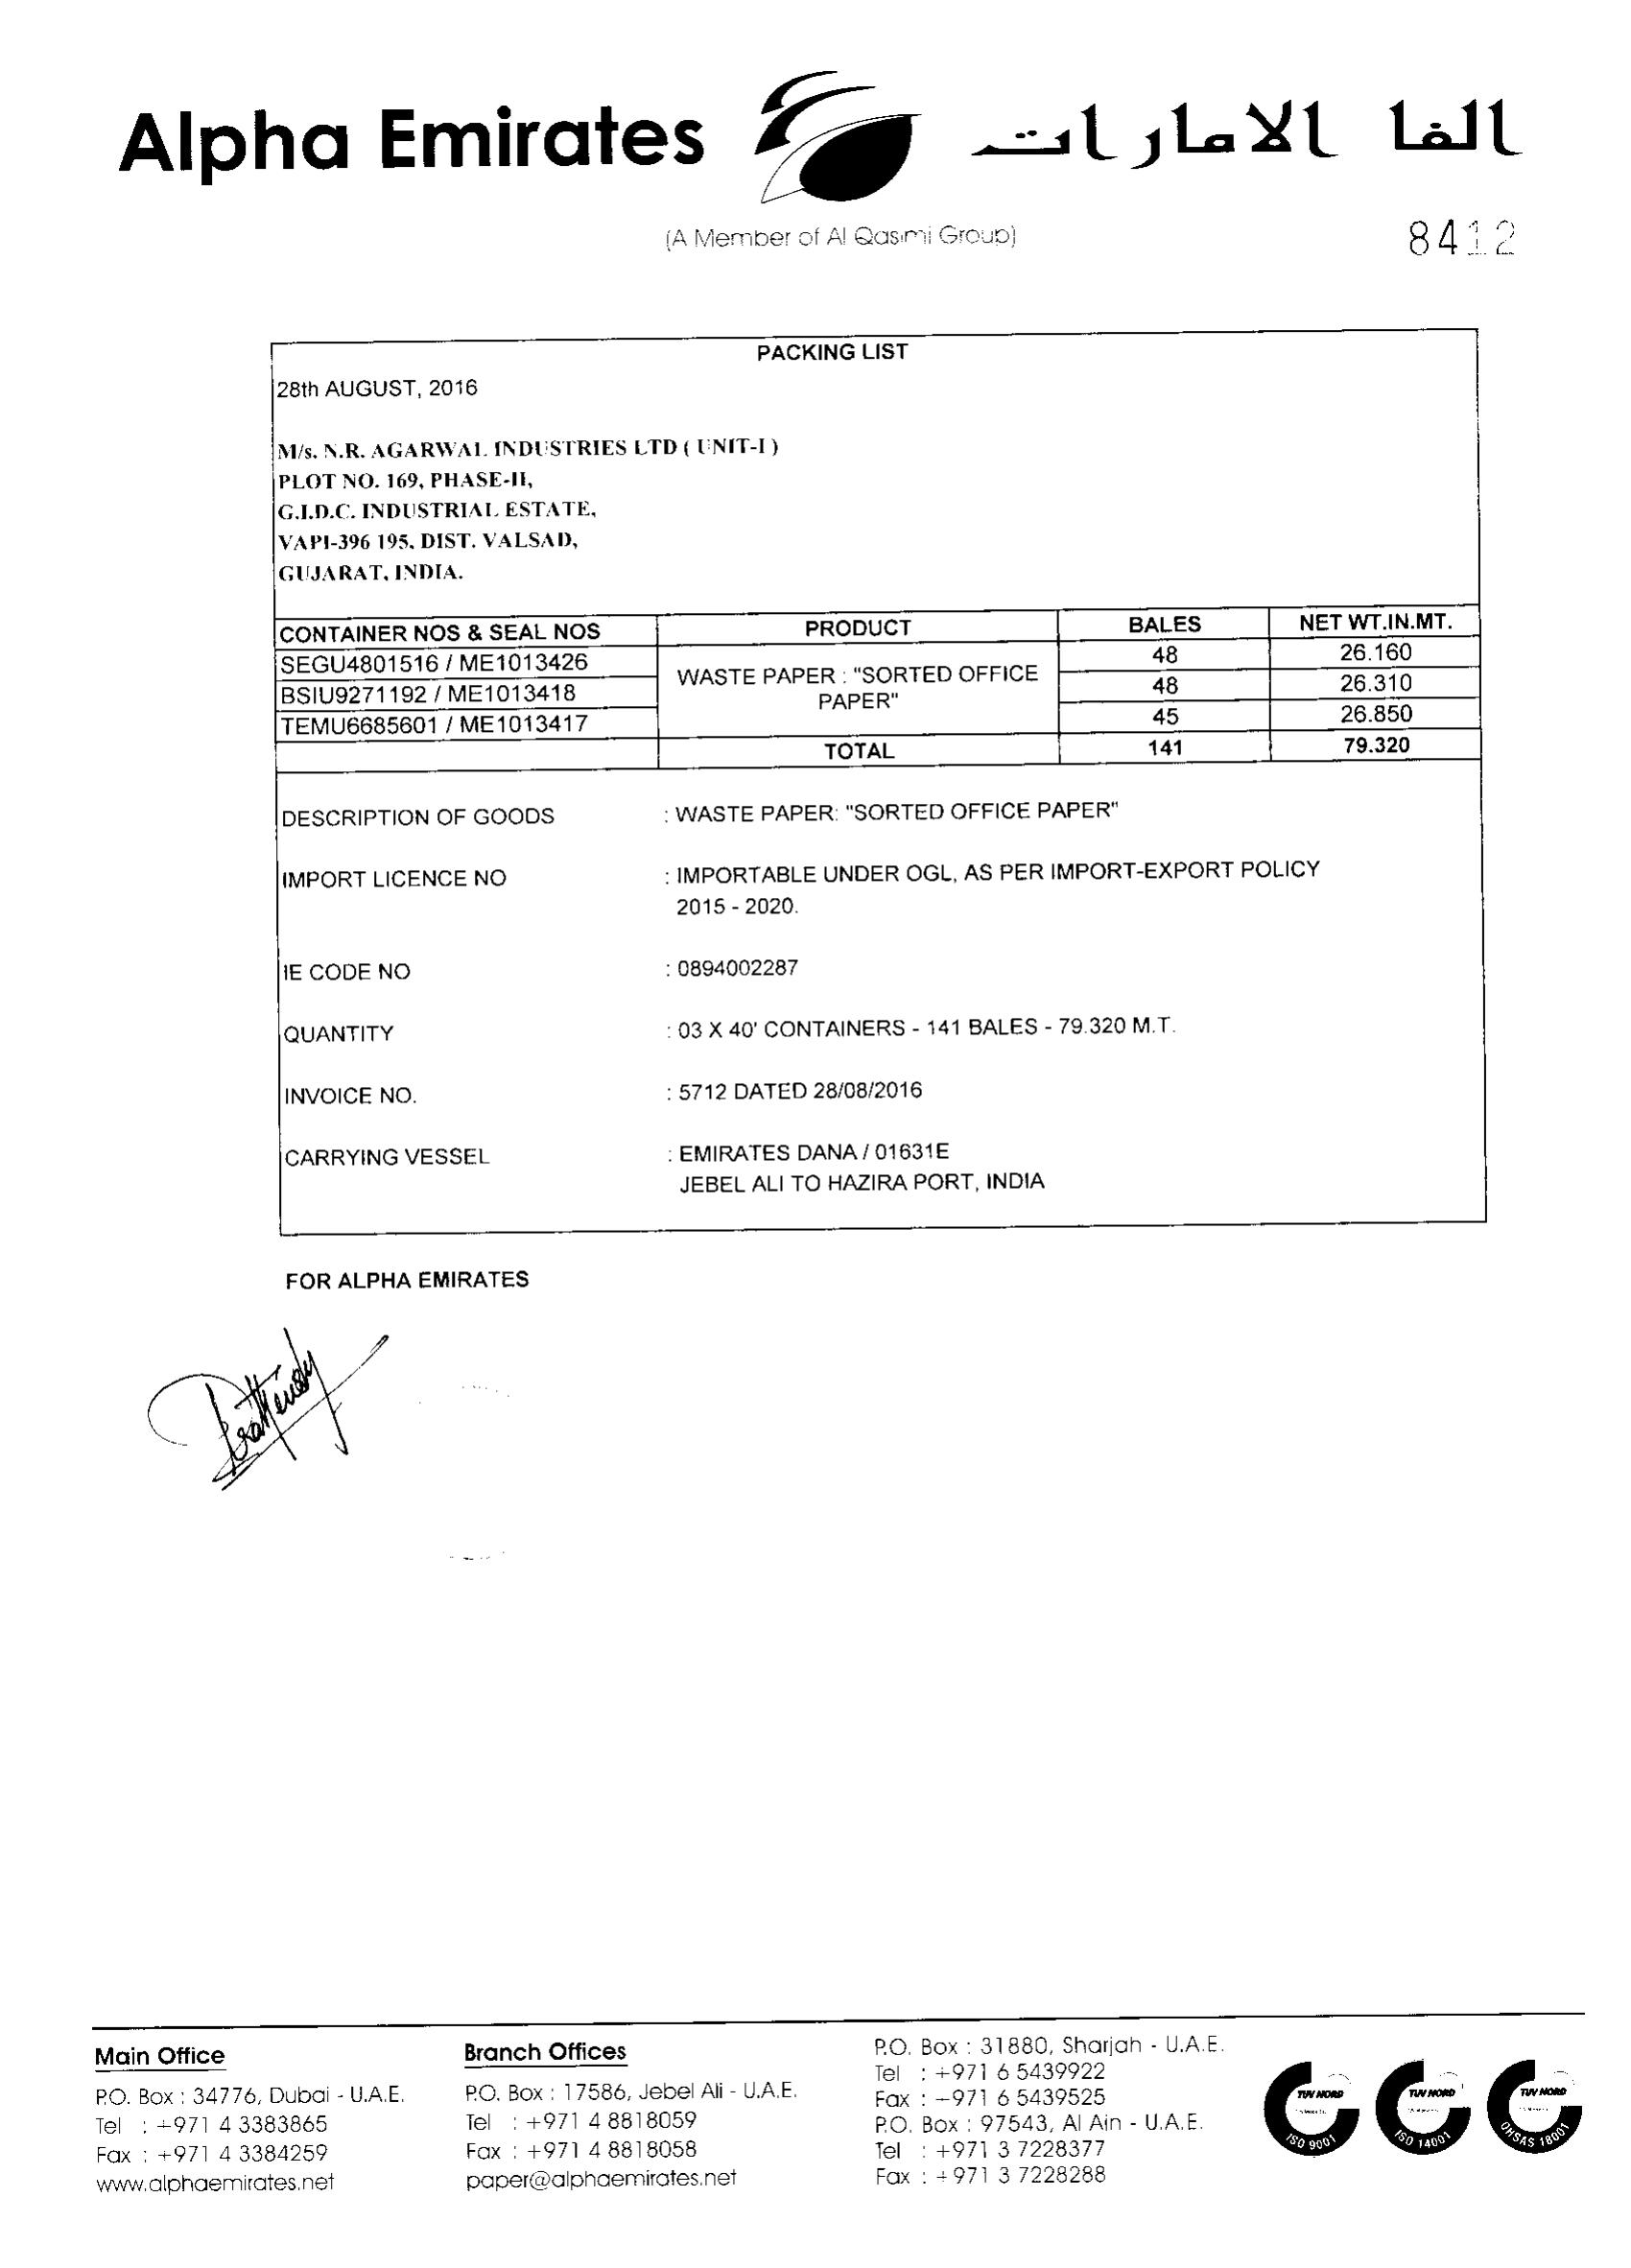 Alpha Emirates
الفا الامارات
(A Member of Al Qasimi Group)
8412
PACKING LIST
28th AUGUST, 2016
M/s. N.R. AGARWAL INDUSTRIES LTD ( UNIT-I )
PLOT NO. 169, PHASE-II,
G.I.D.C. INDUSTRIAL ESTATE,
VAPI-396 195, DIST. VALSAD,
GUJARAT, INDIA.
CONTAINER NOS & SEAL NOS PRODUCT BALES NET WT.IN.MT.
SEGU4801516 / ME1013426 48 26.160
WASTE PAPER : "SORTED OFFICE
BSIU9271192 / ME1013418 48 26.310
PAPER"
TEMU6685601 / ME1013417 45 26.850
TOTAL 141 79.320
DESCRIPTION OF GOODS : WASTE PAPER: "SORTED OFFICE PAPER"
IMPORT LICENCE NO : IMPORTABLE UNDER OGL, AS PER IMPORT-EXPORT POLICY
2015 - 2020.
IE CODE NO : 0894002287
QUANTITY : 03 X 40' CONTAINERS - 141 BALES - 79.320 M.T.
INVOICE NO. : 5712 DATED 28/08/2016
CARRYING VESSEL : EMIRATES DANA / 01631E
JEBEL ALI TO HAZIRA PORT, INDIA
FOR ALPHA EMIRATES
Main Office
P.O. Box : 34776, Dubai - U.A.E.
Tel : +971 4 3383865
Fax : +971 4 3384259
www.alphaemirates.net
Branch Offices
P.O. Box : 17586, Jebel Ali - U.A.E.
Tel : +971 4 8818059
Fax : +971 4 8818058
paper@alphaemirates.net
P.O. Box : 31880, Sharjah - U.A.E.
Tel : +971 6 5439922
Fax : +971 6 5439525
P.O. Box : 97543, Al Ain - U.A.E.
Tel : +971 3 7228377
Fax : +971 3 7228288
TUV NORD
ISO 9001
TUV NORD
ISO 14001
TUV NORD
OHSAS 18001